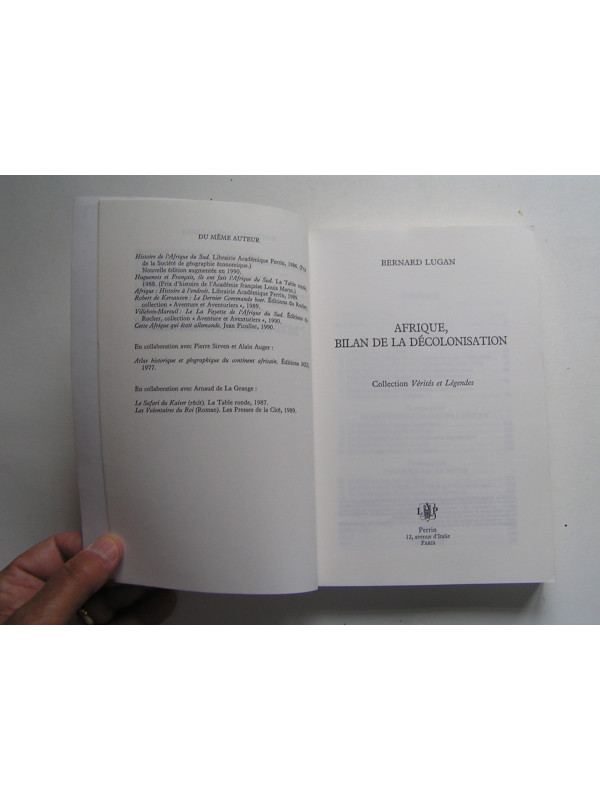 DU MÊME AUTEUR
Histoire de l'Afrique du Sud. Librairie Académique Perrin, 1986. (Prix
de la Société de géographie économique.)
Nouvelle édition augmentée en 1990.
Huguenots et Français, ils ont fait l'Afrique du Sud. La Table ronde,
1988. (Prix d'histoire de l'Académie française Louis Marin.)
Afrique : Histoire à l'endroit. Librairie Académique Perrin, 1989.
Robert de Kersauson : Le Dernier Commando boer. Éditions du Rocher,
collection « Aventure et Aventuriers », 1989.
Villebois-Mareuil : Le La Fayette de l'Afrique du Sud. Éditions du
Rocher, collection « Aventure et Aventuriers », 1990.
Cette Afrique qui était allemande. Jean Picollec, 1990.
En collaboration avec Pierre Sirven et Alain Auger :
Atlas historique et géographique du continent africain. Éditions
1977.
En collaboration avec Arnaud de La Grange :
Le Safari du Kaiser (récit). La Table ronde, 1987.
Les Volontaires du Roi (Roman). Les Presses de la Cité, 1989.
BERNARD LUGAN
AFRIQUE,
BILAN DE LA DÉCOLONISATION
Collection Vérités et Légendes
L P
Perrin
12, avenue d'Italie
PARIS